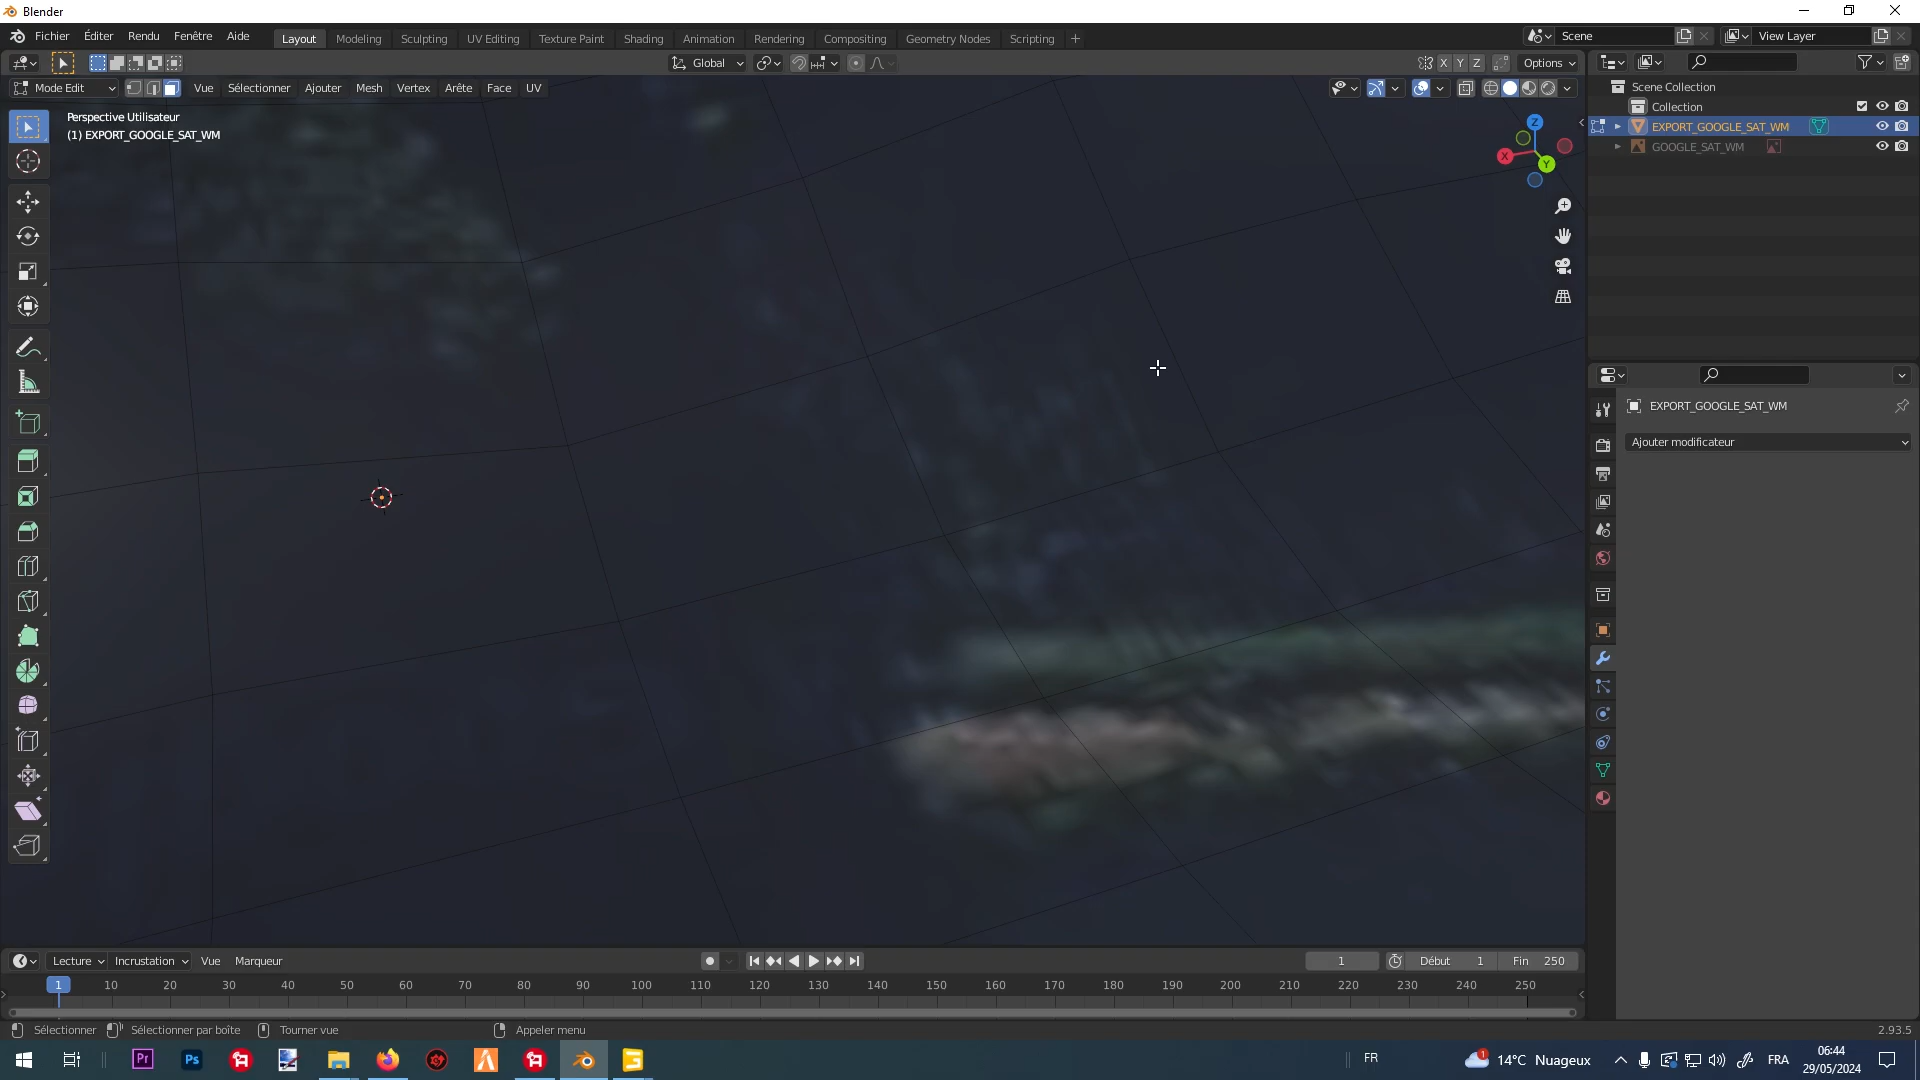 Blender
Fichier Éditer Rendu Fenêtre Aide Layout Modeling Sculpting UV Editing Texture Paint Shading Animation Rendering Compositing Geometry Nodes Scripting + Scene View Layer
Global X Y Z Options
Mode Edit Vue Sélectionner Ajouter Mesh Vertex Arête Face UV
Scene Collection
Collection
EXPORT_GOOGLE_SAT_WM
GOOGLE_SAT_WM
Perspective Utilisateur
(1) EXPORT_GOOGLE_SAT_WM
Z
X
Y
EXPORT_GOOGLE_SAT_WM
Ajouter modificateur
Lecture Incrustation Vue Marqueur 1 Début 1 Fin 250
1 10 20 30 40 50 60 70 80 90 100 110 120 130 140 150 160 170 180 190 200 210 220 230 240 250
Sélectionner Sélectionner par boîte Tourner vue Appeler menu 2.93.5
Pr Ps FR 1 14°C Nuageux FRA 06:44
29/05/2024